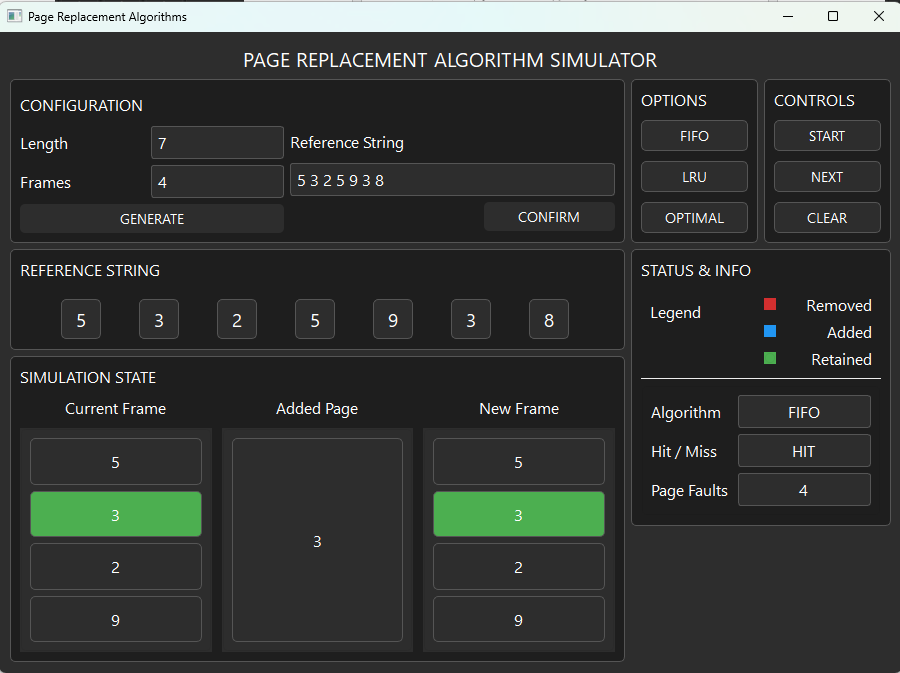 Page Replacement Algorithms
PAGE REPLACEMENT ALGORITHM SIMULATOR
CONFIGURATION
Length
7
Reference String
Frames
4
5 3 2 5 9 3 8
GENERATE
CONFIRM
OPTIONS
FIFO
LRU
OPTIMAL
CONTROLS
START
NEXT
CLEAR
REFERENCE STRING
5 3 2 5 9 3 8
SIMULATION STATE
Current Frame
5
3
2
9
Added Page
3
New Frame
5
3
2
9
STATUS & INFO
Legend
Removed
Added
Retained
Algorithm
FIFO
Hit / Miss
HIT
Page Faults
4